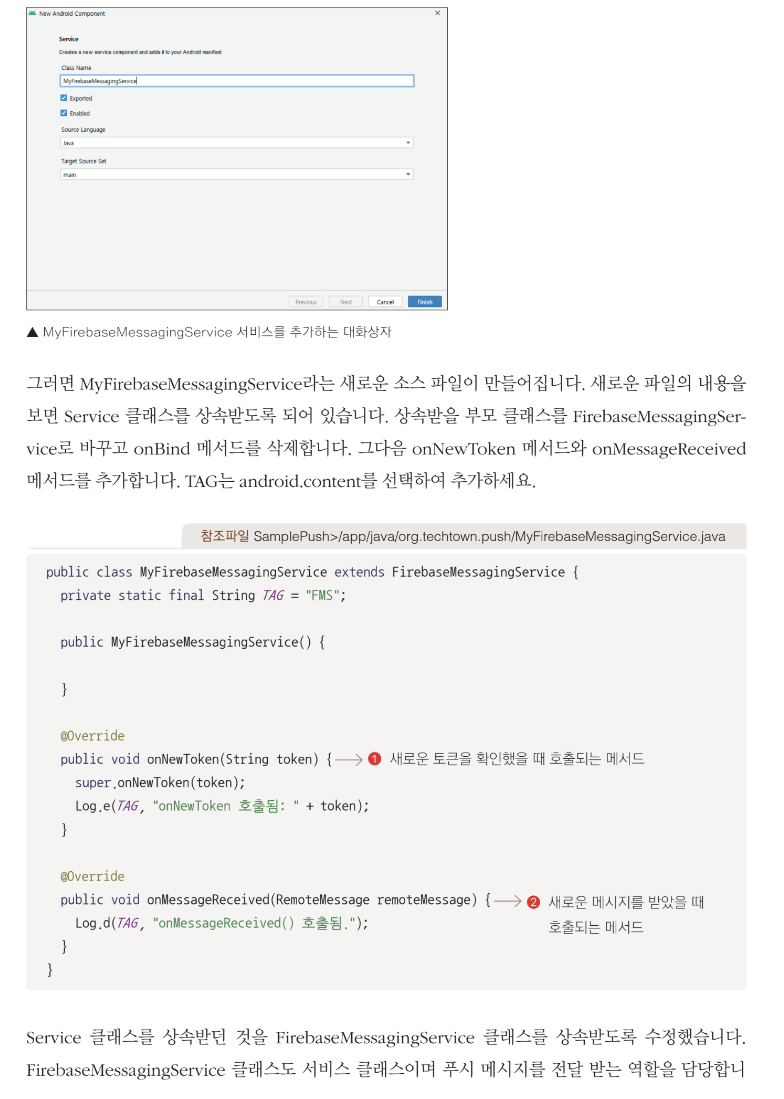 New Android Component
Service
Creates a new service component and adds it to your Android manifest
Class Name
MyFirebaseMessagingService
Exported
Enabled
Source Language
Java
Target Source Set
main
Previous Next Cancel Finish
▲ MyFirebaseMessagingService 서비스를 추가하는 대화상자
그러면 MyFirebaseMessagingService라는 새로운 소스 파일이 만들어집니다. 새로운 파일의 내용을
보면 Service 클래스를 상속받도록 되어 있습니다. 상속받을 부모 클래스를 FirebaseMessagingSer-
vice로 바꾸고 onBind 메서드를 삭제합니다. 그다음 onNewToken 메서드와 onMessageReceived
메서드를 추가합니다. TAG는 android.content를 선택하여 추가하세요.
참조파일 SamplePush>/app/java/org.techtown.push/MyFirebaseMessagingService.java
public class MyFirebaseMessagingService extends FirebaseMessagingService {
private static final String TAG = "FMS";
public MyFirebaseMessagingService() {
}
@Override
public void onNewToken(String token) { → ❶ 새로운 토큰을 확인했을 때 호출되는 메서드
super.onNewToken(token);
Log.e(TAG, "onNewToken 호출됨: " + token);
}
@Override
public void onMessageReceived(RemoteMessage remoteMessage) { → ❷ 새로운 메시지를 받았을 때
Log.d(TAG, "onMessageReceived() 호출됨."); 호출되는 메서드
}
}
Service 클래스를 상속받던 것을 FirebaseMessagingService 클래스를 상속받도록 수정했습니다.
FirebaseMessagingService 클래스도 서비스 클래스이며 푸시 메시지를 전달 받는 역할을 담당합니